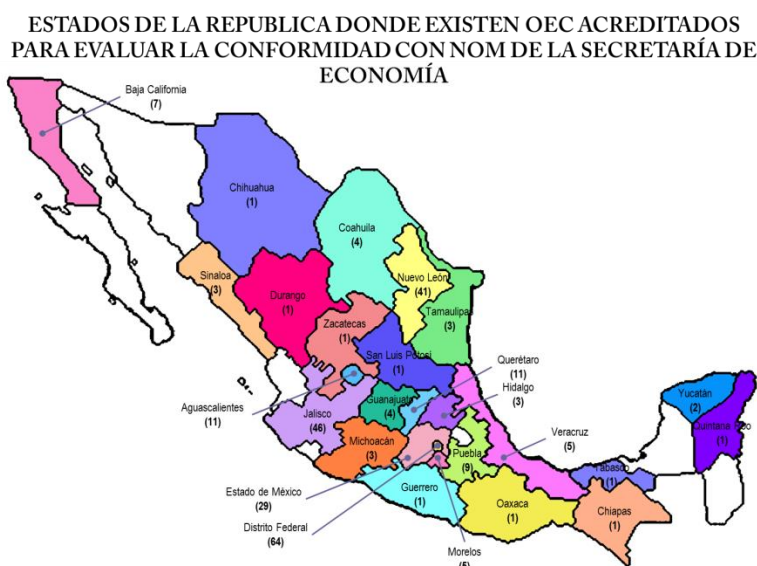 ESTADOS DE LA REPUBLICA DONDE EXISTEN OEC ACREDITADOS
PARA EVALUAR LA CONFORMIDAD CON NOM DE LA SECRETARÍA DE
ECONOMÍA
Baja California
(7)
Chihuahua
(1)
Coahuila
(4)
Sinaloa
(3)
Durango
(1)
Nuevo León
(41)
Tamaulipas
(3)
Zacatecas
(1)
San Luis Potosí
(1)
Querétaro
(11)
Hidalgo
(3)
Aguascalientes
(11)
Jalisco
(46)
Guanajuato
(4)
Michoacán
(3)
Puebla
(9)
Veracruz
(5)
Yucatán
(2)
Quintana Roo
(1)
Tabasco
(1)
Estado de México
(29)
Guerrero
(1)
Oaxaca
(1)
Chiapas
(1)
Distrito Federal
(64)
Morelos
(5)